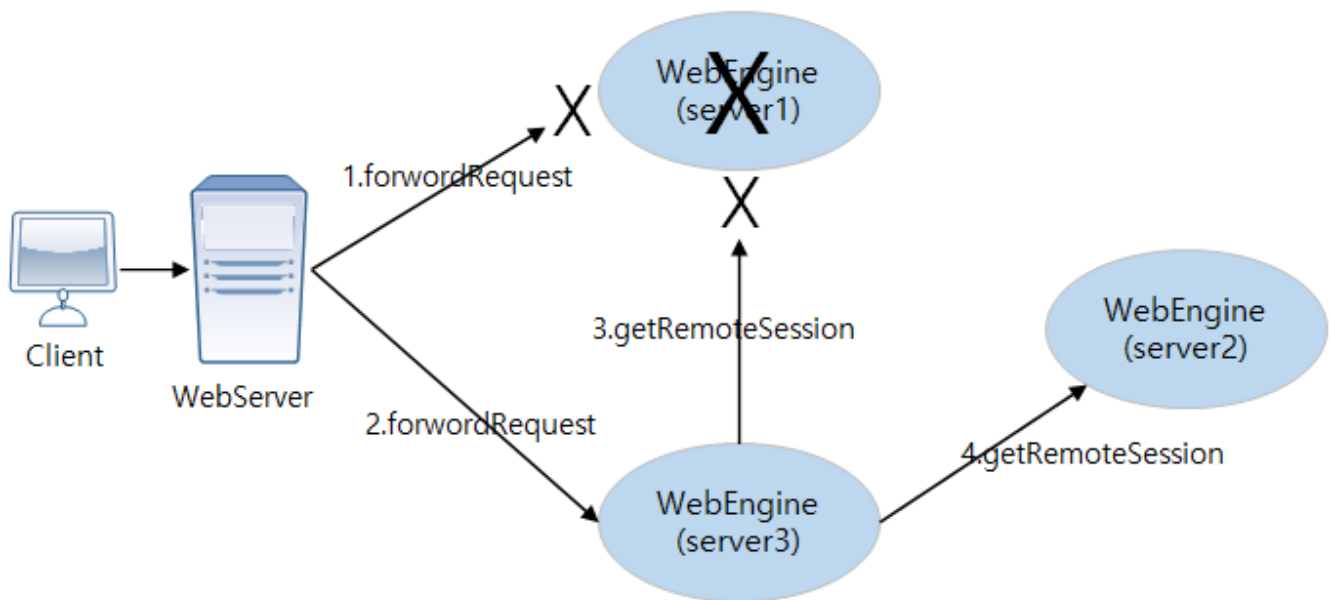 WebEngine
(server1)
X
X
1.forwordRequest
X
3.getRemoteSession
WebEngine
(server2)
Client
WebServer
2.forwordRequest
4.getRemoteSession
WebEngine
(server3)